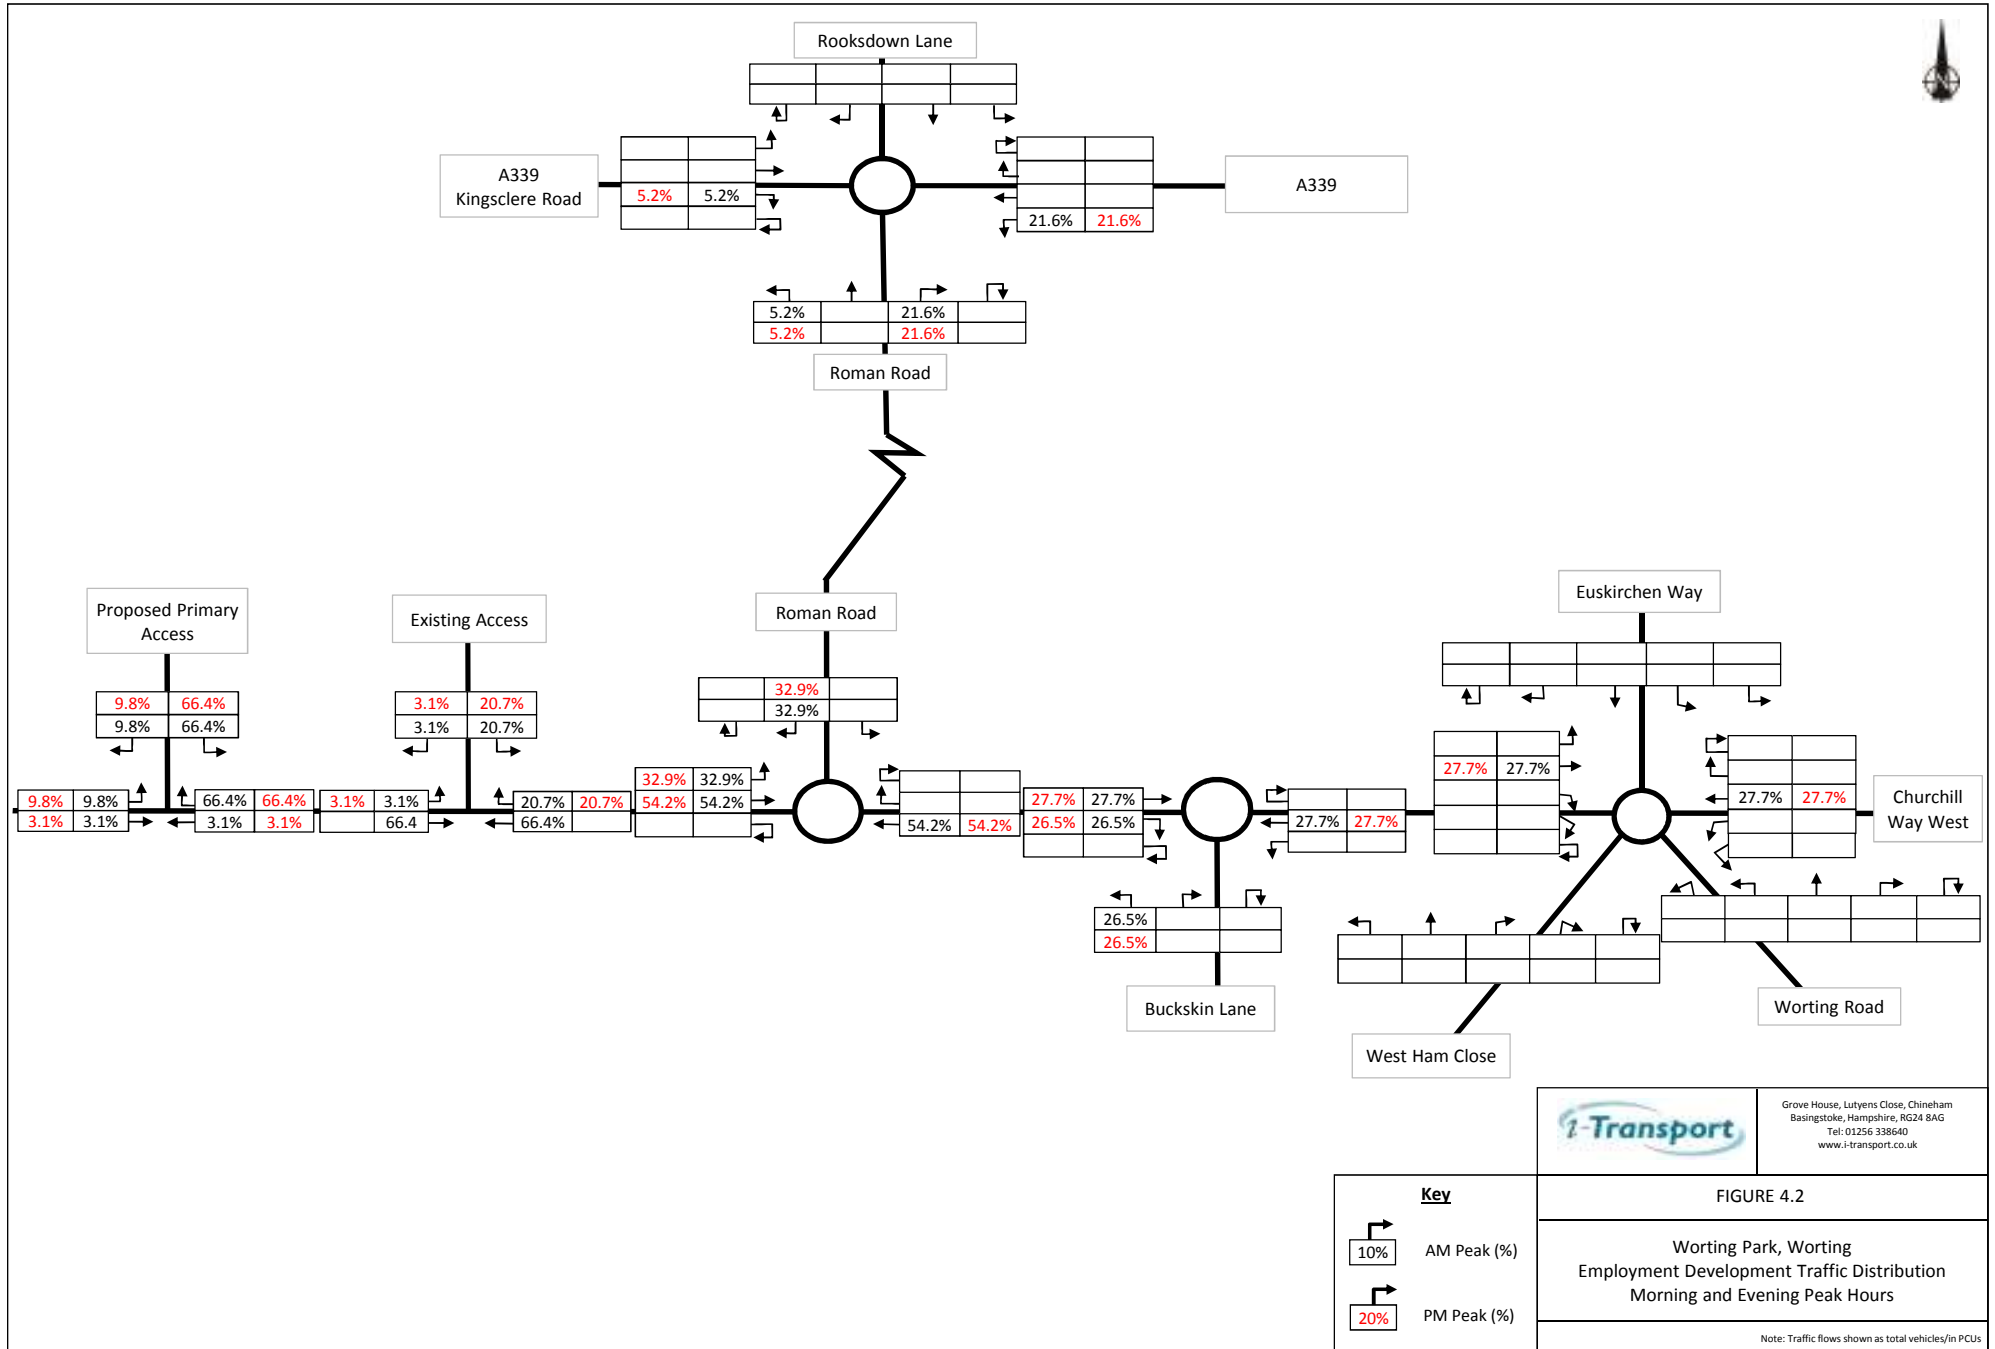 Rooksdown Lane
A339
Kingsclere Road
5.2% 5.2%
A339
21.6% 21.6%
5.2% 21.6%
5.2% 21.6%
Roman Road
Proposed Primary
Access
Existing Access
Roman Road
Euskirchen Way
9.8% 66.4%
9.8% 66.4%
3.1% 20.7%
3.1% 20.7%
32.9%
32.9%
9.8% 9.8%
3.1% 3.1%
66.4% 66.4%
3.1% 3.1%
3.1% 3.1%
66.4
20.7% 20.7%
66.4%
32.9% 32.9%
54.2% 54.2%
54.2% 54.2%
27.7% 27.7%
26.5% 26.5%
27.7% 27.7%
27.7% 27.7%
27.7% 27.7%
Churchill
Way West
26.5%
26.5%
Buckskin Lane
West Ham Close
Worting Road
i-Transport
Grove House, Lutyens Close, Chineham
Basingstoke, Hampshire, RG24 8AG
Tel: 01256 338640
www.i-transport.co.uk
Key
10% AM Peak (%)
20% PM Peak (%)
FIGURE 4.2
Worting Park, Worting
Employment Development Traffic Distribution
Morning and Evening Peak Hours
Note: Traffic flows shown as total vehicles/in PCUs
N